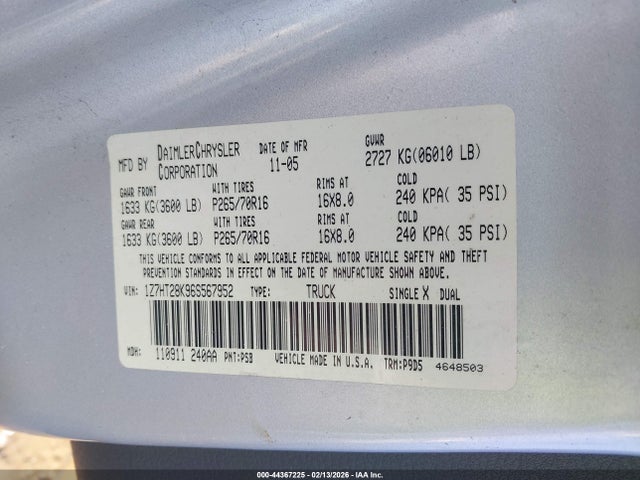 MFD BY DAIMLERCHRYSLER CORPORATION DATE OF MFR 11-05 GVWR 2727 KG(06010 LB)
GAWR FRONT WITH TIRES RIMS AT COLD
1633 KG(3600 LB) P265/70R16 16X8.0 240 KPA( 35 PSI)
GAWR REAR WITH TIRES RIMS AT COLD
1633 KG(3600 LB) P265/70R16 16X8.0 240 KPA( 35 PSI)
THIS VEHICLE CONFORMS TO ALL APPLICABLE FEDERAL MOTOR VEHICLE SAFETY AND THEFT
PREVENTION STANDARDS IN EFFECT ON THE DATE OF MANUFACTURE SHOWN ABOVE.
VIN: 1Z7HT28K96S567952 TYPE: TRUCK SINGLE X DUAL
MDH: 110911 240AA PNT:PSB VEHICLE MADE IN U.S.A. TRM:P9D5 4648503
000-44367225 - 02/13/2026 - IAA Inc.